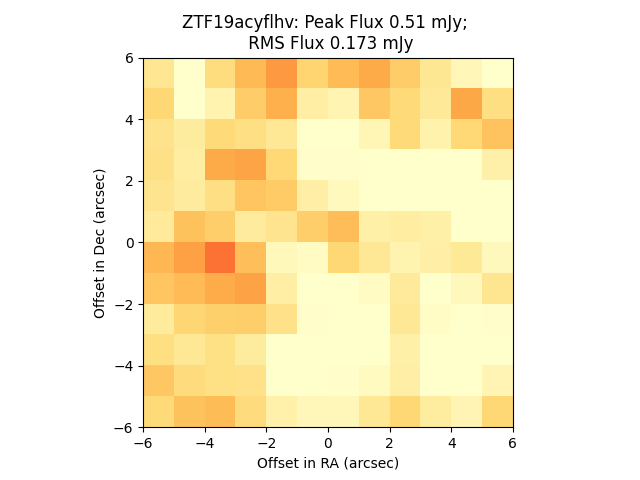 ZTF19acyflhv: Peak Flux 0.51 mJy;
RMS Flux 0.173 mJy
6
4
2
0
−2
−4
−6
Offset in Dec (arcsec)
−6 −4 −2 0 2 4 6
Offset in RA (arcsec)